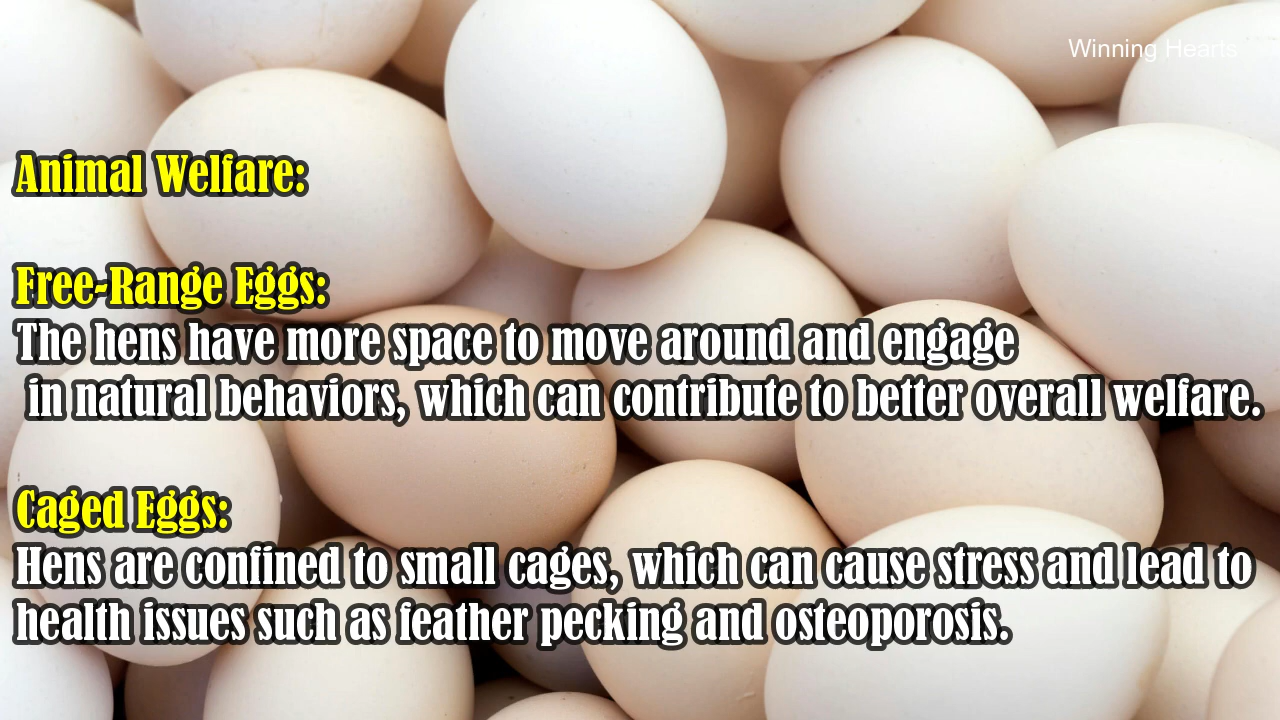 Winning Hearts
Animal Welfare:
Free-Range Eggs:
The hens have more space to move around and engage
in natural behaviors, which can contribute to better overall welfare.
Caged Eggs:
Hens are confined to small cages, which can cause stress and lead to
health issues such as feather pecking and osteoporosis.